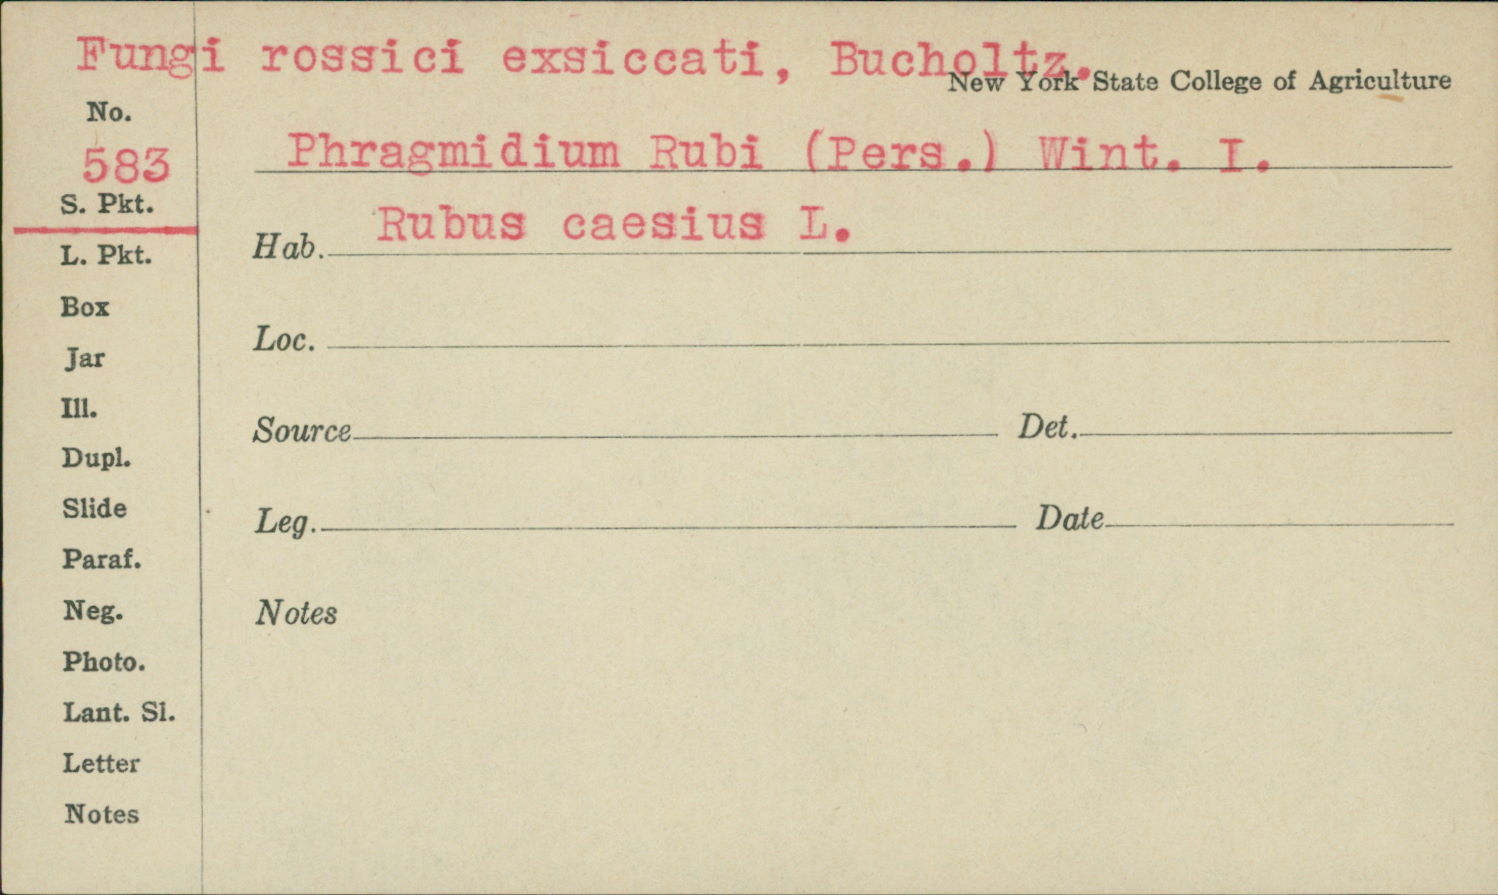 Fungi rossici exsiccati, Bucholtz.
New York State College of Agriculture
No.
583
Phragmidium Rubi (Pers.) Wint. I.
S. Pkt.
Hab. Rubus caesius L.
L. Pkt.
Box
Loc.
Jar
Ill.
Source Det.
Dupl.
Slide
Leg. Date
Paraf.
Neg.
Notes
Photo.
Lant. Sl.
Letter
Notes